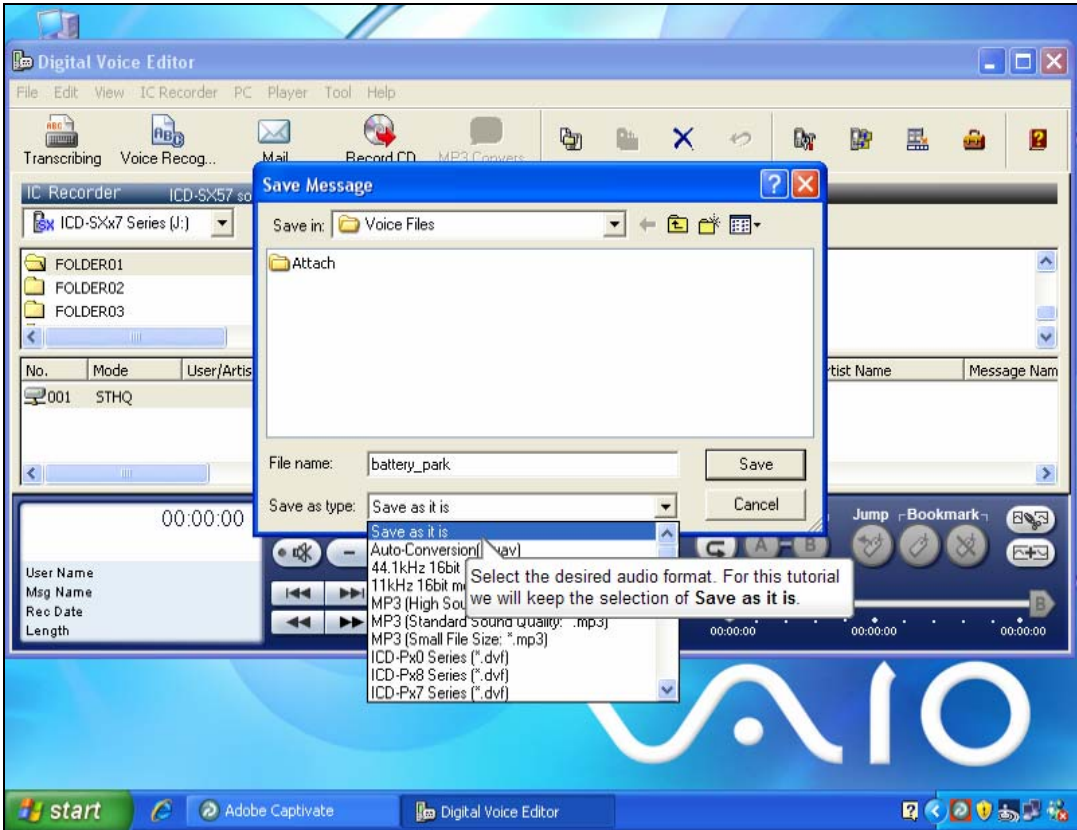 Digital Voice Editor
File Edit View IC Recorder PC Player Tool Help
Transcribing Voice Recog... Mail Record CD MP3 Convers
IC Recorder ICD-SX57 so
ICD-SXx7 Series (J:)
FOLDER01
FOLDER02
FOLDER03
No. Mode User/Artis
001 STHQ
Save Message
Save in: Voice Files
Attach
File name: battery_park Save
Save as type: Save as it is Cancel
Save as it is
Auto-Conversion( wav)
44.1kHz 16bit
11kHz 16bit m
MP3 (High Sou
MP3 (Standard Sound Quality: .mp3)
MP3 (Small File Size: *.mp3)
ICD-Px0 Series (*.dvf)
ICD-Px8 Series (*.dvf)
ICD-Px7 Series (*.dvf)
Select the desired audio format. For this tutorial
we will keep the selection of Save as it is.
rtist Name Message Nam
00:00:00
User Name
Msg Name
Rec Date
Length
A B
Jump Bookmark
B
00:00:00 00:00:00 00:00:00
VAIO
start Adobe Captivate Digital Voice Editor